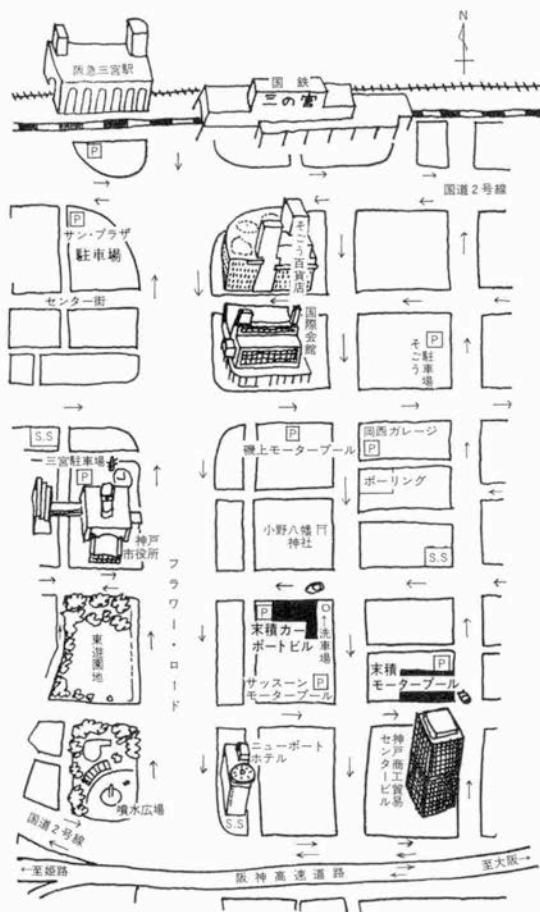 N
阪急三宮駅
国鉄
三の宮
P
国道2号線
P
サン・プラザ
駐車場
そごう百貨店
センター街
国際会館
P
そごう
駐車場
S.S
P
磯上モータープール
岡西ガレージ
P
ボーリング
三宮駐車場
P
神戸
市役所
小野八幡
神社
S.S
フラワー・ロード
東遊園地
P
末積カー
ポートビル
←洗車場
サッスーン
モータープール
P
末積
モータープール
P
噴水広場
ニューポート
ホテル
S.S
神戸商工貿易
センタービル
国道2号線
←至姫路
阪神高速道路
至大阪→